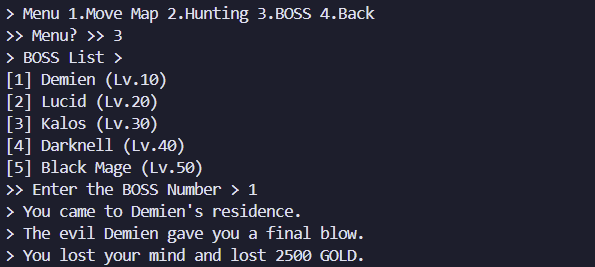 > Menu 1.Move Map 2.Hunting 3.BOSS 4.Back
>> Menu? >> 3
> BOSS List >
[1] Demien (Lv.10)
[2] Lucid (Lv.20)
[3] Kalos (Lv.30)
[4] Darknell (Lv.40)
[5] Black Mage (Lv.50)
>> Enter the BOSS Number > 1
> You came to Demien's residence.
> The evil Demien gave you a final blow.
> You lost your mind and lost 2500 GOLD.